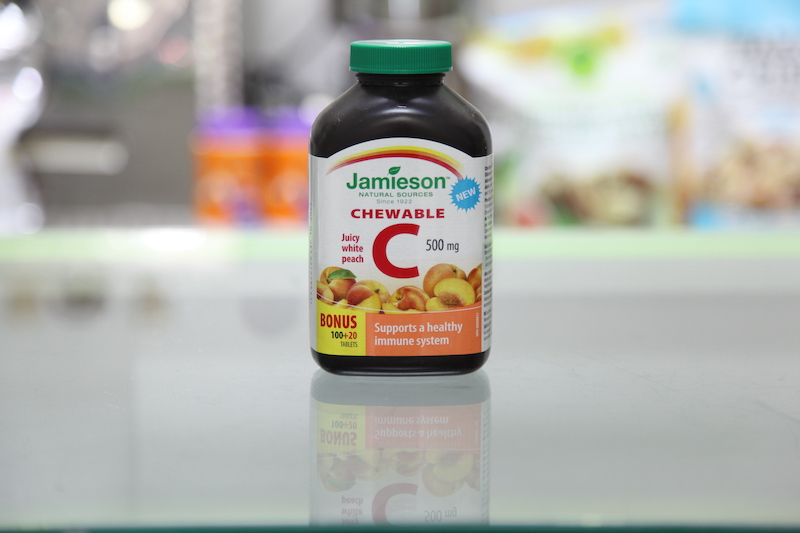 Jamieson™
NATURAL SOURCES
Since 1922
NEW
CHEWABLE
Juicy
white
peach
C
500 mg
BONUS
100+20
TABLETS
Supports a healthy
immune system